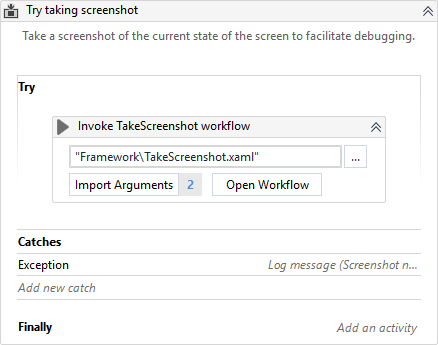 Try taking screenshot
Take a screenshot of the current state of the screen to facilitate debugging.
Try
Invoke TakeScreenshot workflow
"Framework\TakeScreenshot.xaml"
...
Import Arguments 2 Open Workflow
Catches
Exception Log message (Screenshot n...
Add new catch
Finally Add an activity